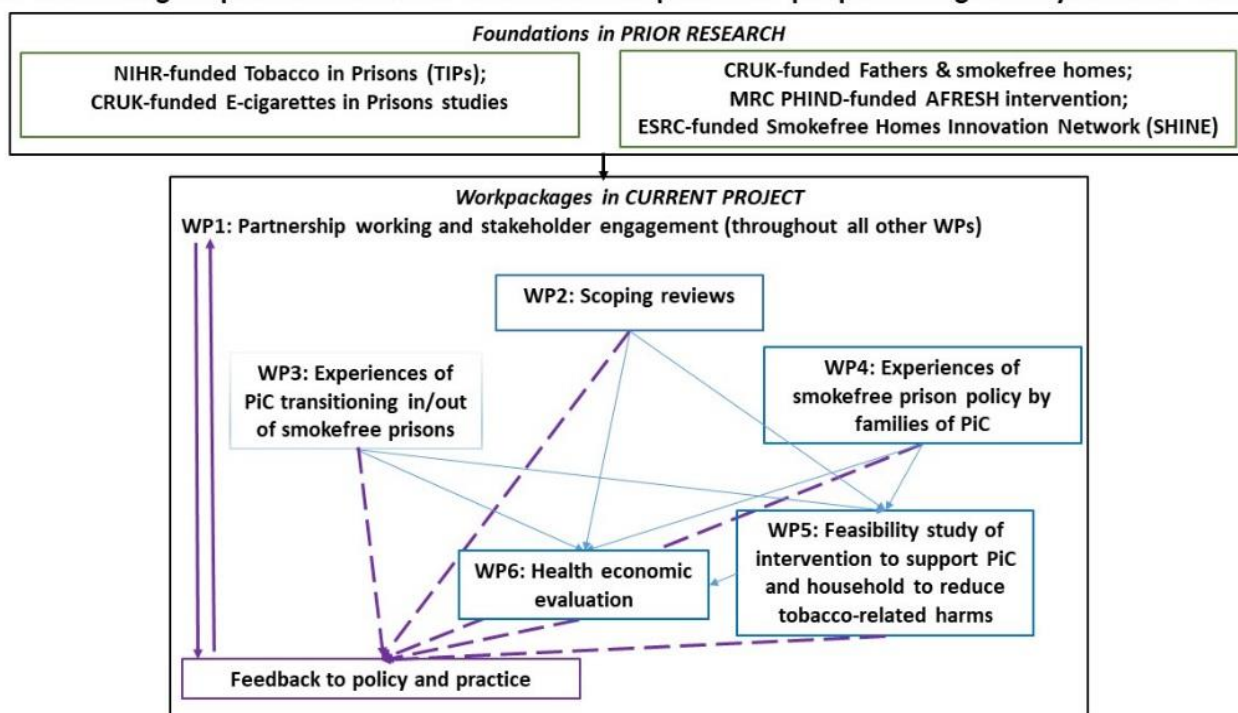 Foundations in PRIOR RESEARCH
NIHR-funded Tobacco in Prisons (TIPs);
CRUK-funded E-cigarettes in Prisons studies
CRUK-funded Fathers & smokefree homes;
MRC PHIND-funded AFRESH intervention;
ESRC-funded Smokefree Homes Innovation Network (SHINE)
Workpackages in CURRENT PROJECT
WP1: Partnership working and stakeholder engagement (throughout all other WPs)
WP2: Scoping reviews
WP3: Experiences of
PiC transitioning in/out
of smokefree prisons
WP4: Experiences of
smokefree prison policy by
families of PiC
WP5: Feasibility study of
intervention to support PiC
and household to reduce
tobacco-related harms
WP6: Health economic
evaluation
Feedback to policy and practice